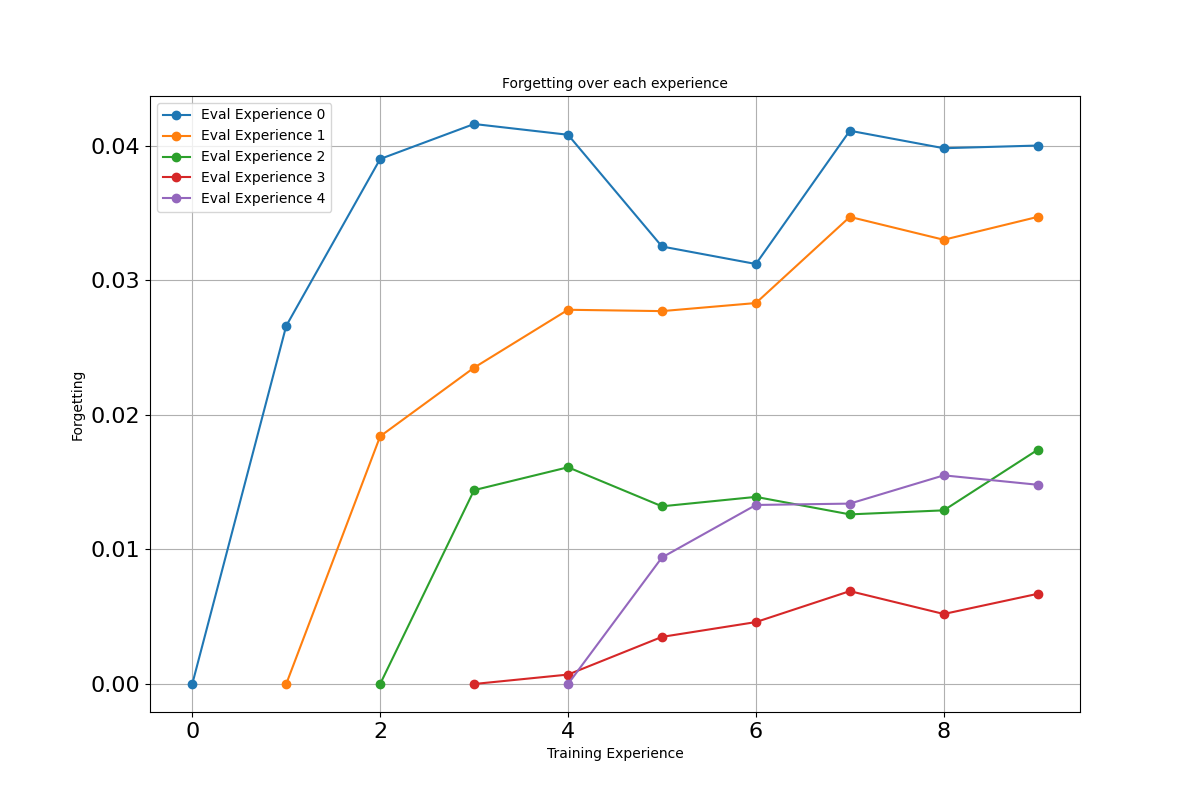 Forgetting over each experience
Eval Experience 0
Eval Experience 1
Eval Experience 2
Eval Experience 3
Eval Experience 4
0.04
0.03
0.02
0.01
0.00
Forgetting
0 2 4 6 8
Training Experience